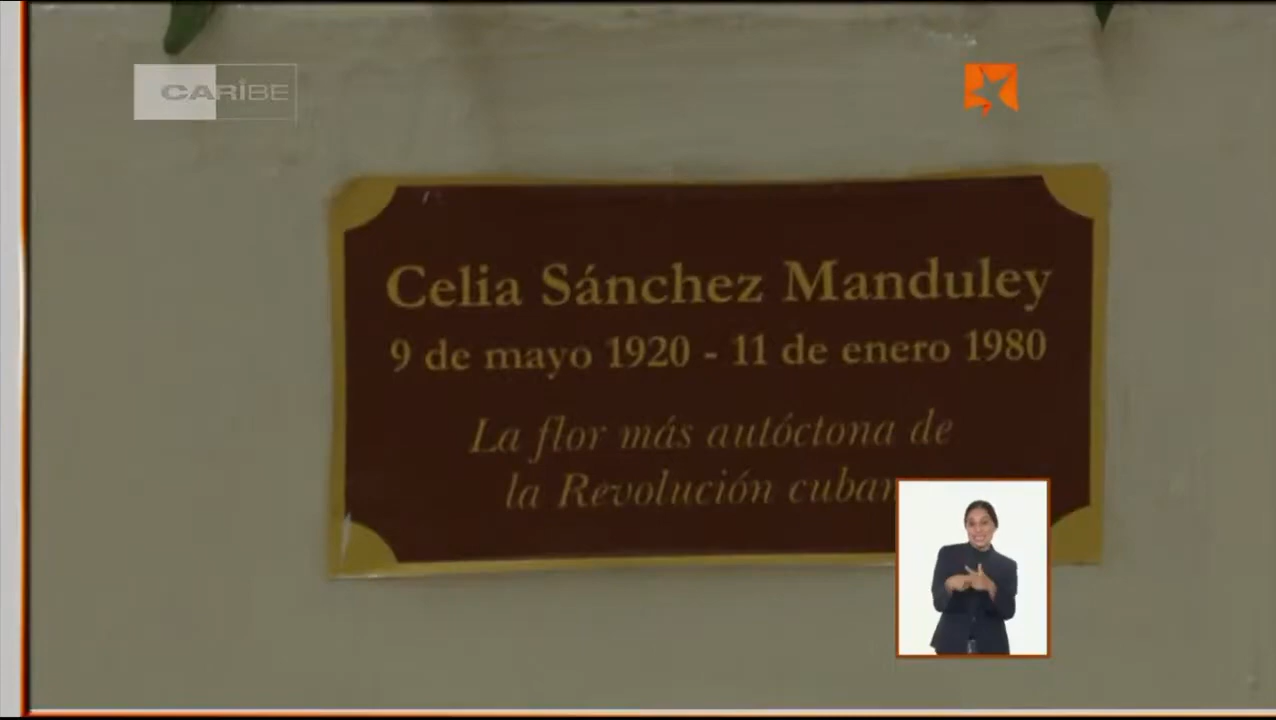 CARIBE
Celia Sánchez Manduley
9 de mayo 1920 - 11 de enero 1980
La flor más autóctona de
la Revolución cuban